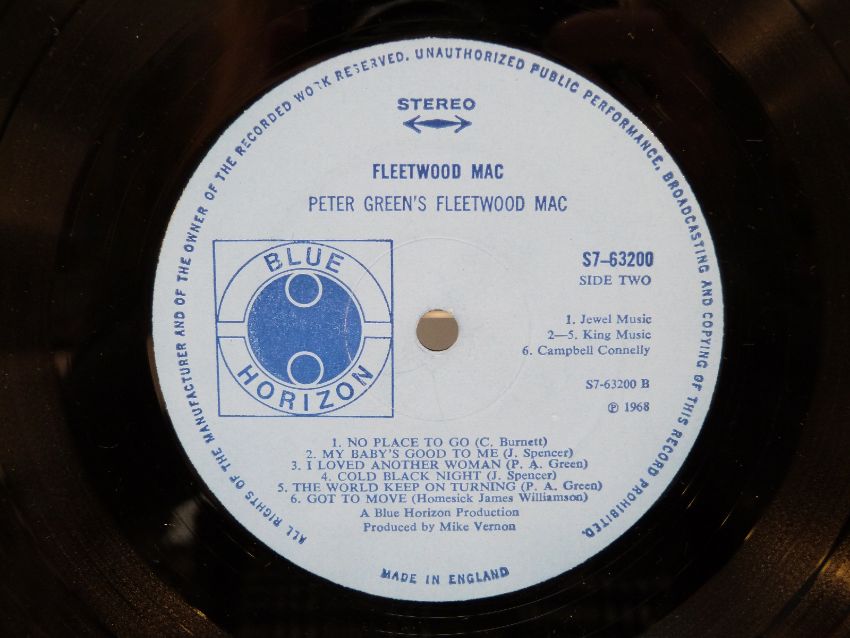 ALL RIGHTS OF THE MANUFACTURER AND OF THE OWNER OF THE RECORDED WORK RESERVED. UNAUTHORIZED PUBLIC PERFORMANCE, BROADCASTING AND COPYING OF THIS RECORD PROHIBITED.
STEREO
FLEETWOOD MAC
PETER GREEN'S FLEETWOOD MAC
BLUE
HORIZON
S7-63200
SIDE TWO
1. Jewel Music
2—5. King Music
6. Campbell Connelly
S7-63200 B
℗ 1968
1. NO PLACE TO GO (C. Burnett)
2. MY BABY'S GOOD TO ME (J. Spencer)
3. I LOVED ANOTHER WOMAN (P. A. Green)
4. COLD BLACK NIGHT (J. Spencer)
5. THE WORLD KEEP ON TURNING (P. A. Green)
6. GOT TO MOVE (Homesick James Williamson)
A Blue Horizon Production
Produced by Mike Vernon
MADE IN ENGLAND